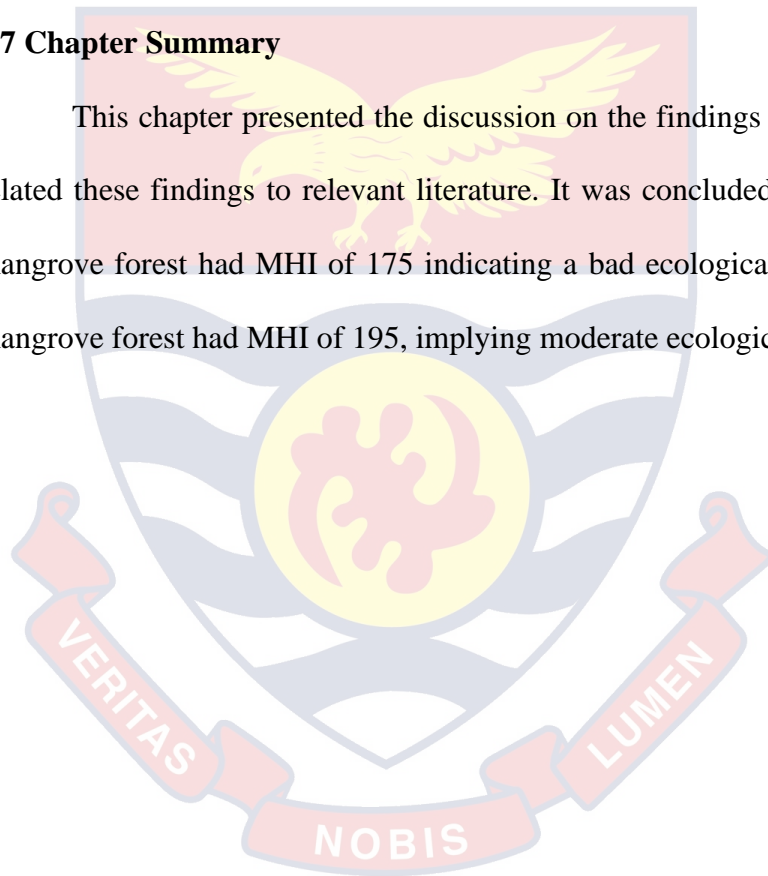 7 Chapter Summary
This chapter presented the discussion on the findings
lated these findings to relevant literature. It was concluded
angrove forest had MHI of 175 indicating a bad ecologica
angrove forest had MHI of 195, implying moderate ecologic
VERITAS
NOBIS
LUMEN